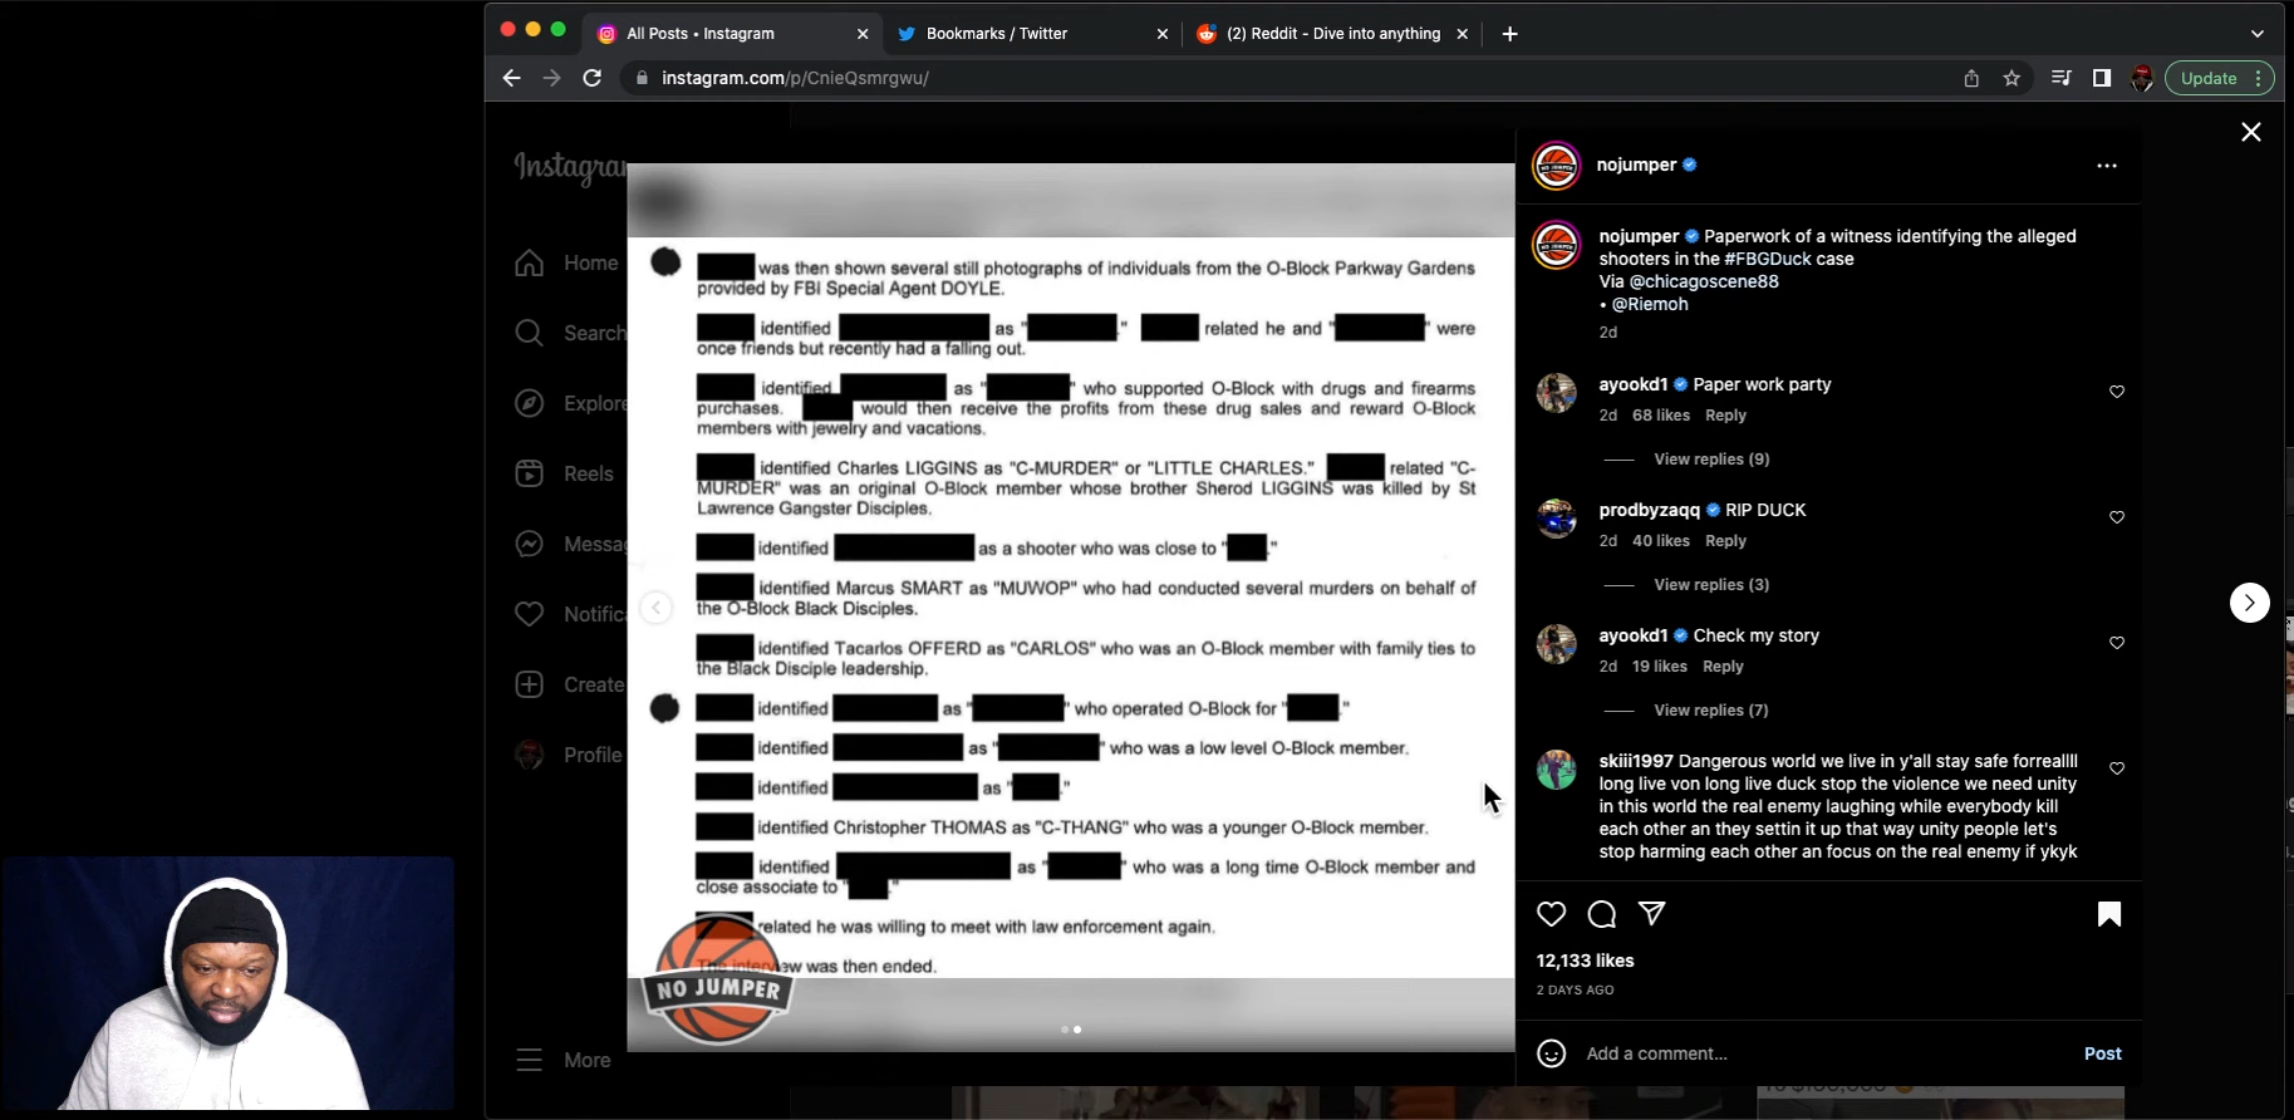 All Posts • Instagram
Bookmarks / Twitter
(2) Reddit - Dive into anything
instagram.com/p/CnieQsmrgwu/
Update
Instagram
Home
Search
Explore
Reels
Messa
Notifica
Create
Profile
More
was then shown several still photographs of individuals from the O-Block Parkway Gardens
provided by FBI Special Agent DOYLE.
identified as " ." related he and " " were
once friends but recently had a falling out.
identified as " " who supported O-Block with drugs and firearms
purchases. would then receive the profits from these drug sales and reward O-Block
members with jewelry and vacations.
identified Charles LIGGINS as "C-MURDER" or "LITTLE CHARLES." related "C-
MURDER" was an original O-Block member whose brother Sherod LIGGINS was killed by St
Lawrence Gangster Disciples.
identified as a shooter who was close to " ."
identified Marcus SMART as "MUWOP" who had conducted several murders on behalf of
the O-Block Black Disciples.
identified Tacarlos OFFERD as "CARLOS" who was an O-Block member with family ties to
the Black Disciple leadership.
identified as " " who operated O-Block for " ."
identified as " " who was a low level O-Block member.
identified as " ."
identified Christopher THOMAS as "C-THANG" who was a younger O-Block member.
identified as " " who was a long time O-Block member and
close associate to " ."
related he was willing to meet with law enforcement again.
The interview was then ended.
NO JUMPER
nojumper
nojumper Paperwork of a witness identifying the alleged
shooters in the #FBGDuck case
Via @chicagoscene88
• @Riemoh
2d
ayookd1 Paper work party
2d 68 likes Reply
View replies (9)
prodbyzaqq RIP DUCK
2d 40 likes Reply
View replies (3)
ayookd1 Check my story
2d 19 likes Reply
View replies (7)
skiii1997 Dangerous world we live in y'all stay safe forreallll
long live von long live duck stop the violence we need unity
in this world the real enemy laughing while everybody kill
each other an they settin it up that way unity people let's
stop harming each other an focus on the real enemy if ykyk
12,133 likes
2 DAYS AGO
Add a comment...
Post